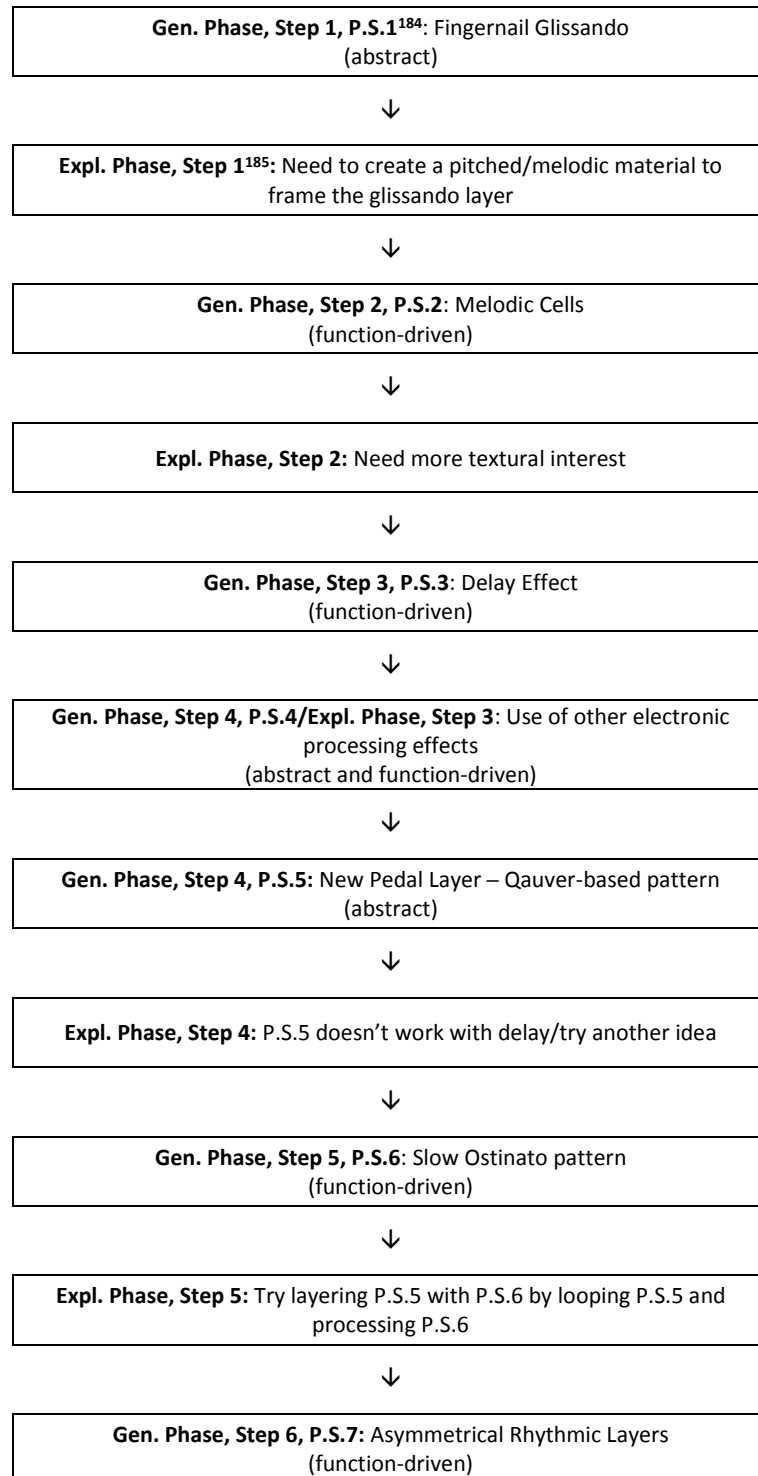 Gen. Phase, Step 1, P.S.1¹⁸⁴: Fingernail Glissando
(abstract)
↓
Expl. Phase, Step 1¹⁸⁵: Need to create a pitched/melodic material to
frame the glissando layer
↓
Gen. Phase, Step 2, P.S.2: Melodic Cells
(function-driven)
↓
Expl. Phase, Step 2: Need more textural interest
↓
Gen. Phase, Step 3, P.S.3: Delay Effect
(function-driven)
↓
Gen. Phase, Step 4, P.S.4/Expl. Phase, Step 3: Use of other electronic
processing effects
(abstract and function-driven)
↓
Gen. Phase, Step 4, P.S.5: New Pedal Layer – Qauver-based pattern
(abstract)
↓
Expl. Phase, Step 4: P.S.5 doesn’t work with delay/try another idea
↓
Gen. Phase, Step 5, P.S.6: Slow Ostinato pattern
(function-driven)
↓
Expl. Phase, Step 5: Try layering P.S.5 with P.S.6 by looping P.S.5 and
processing P.S.6
↓
Gen. Phase, Step 6, P.S.7: Asymmetrical Rhythmic Layers
(function-driven)